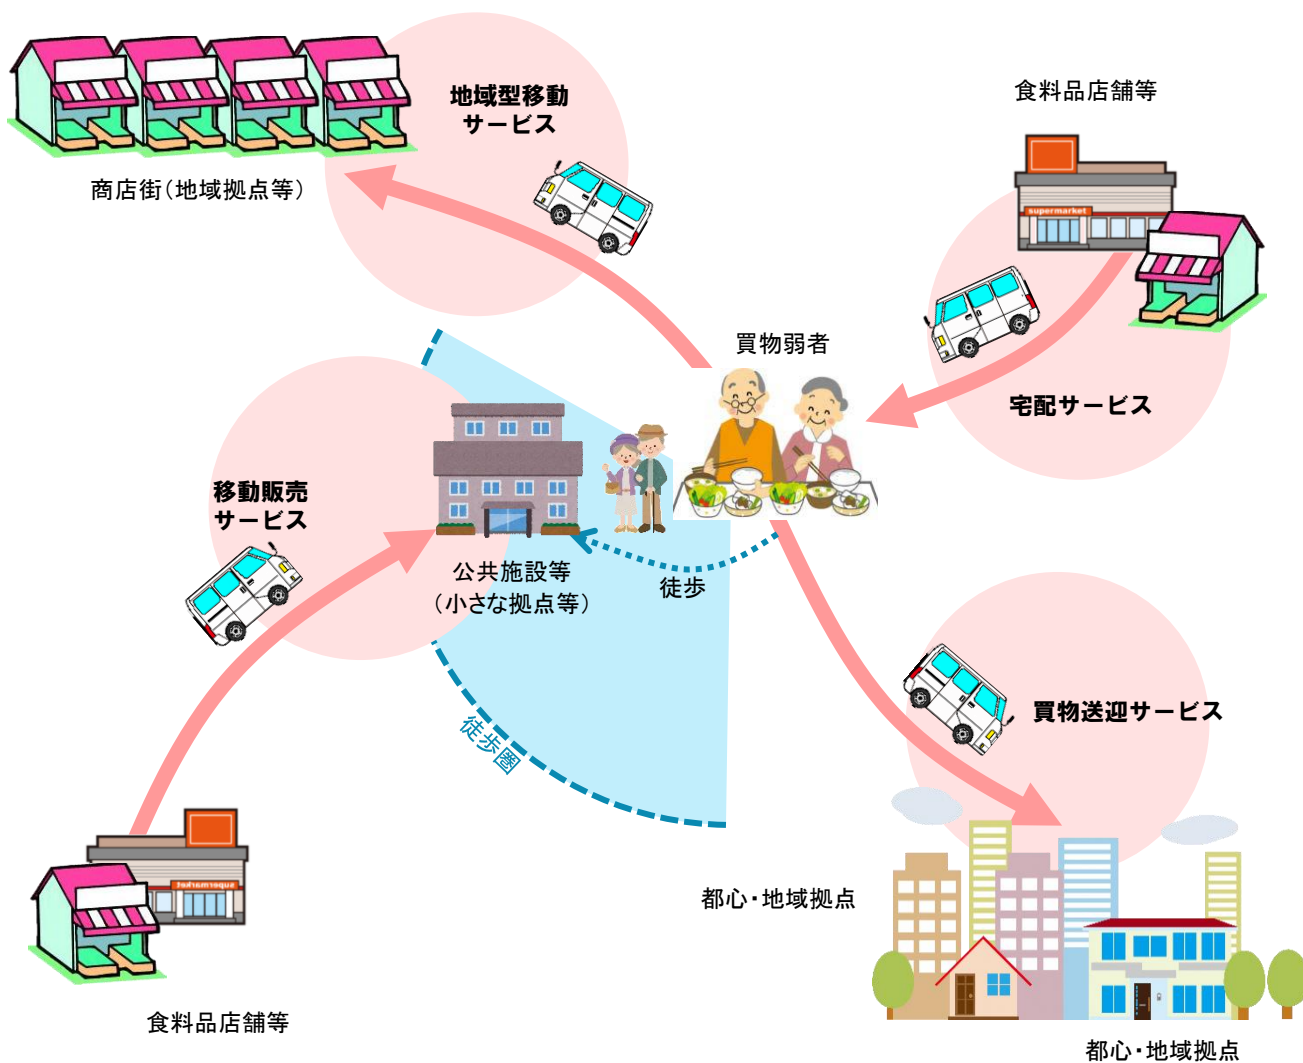 地域型移動
サービス
商店街（地域拠点等）
食料品店舗等
supermarket
買物弱者
宅配サービス
移動販売
サービス
公共施設等
（小さな拠点等）
徒歩
買物送迎サービス
徒歩圏
supermarket
都心・地域拠点
食料品店舗等
都心・地域拠点